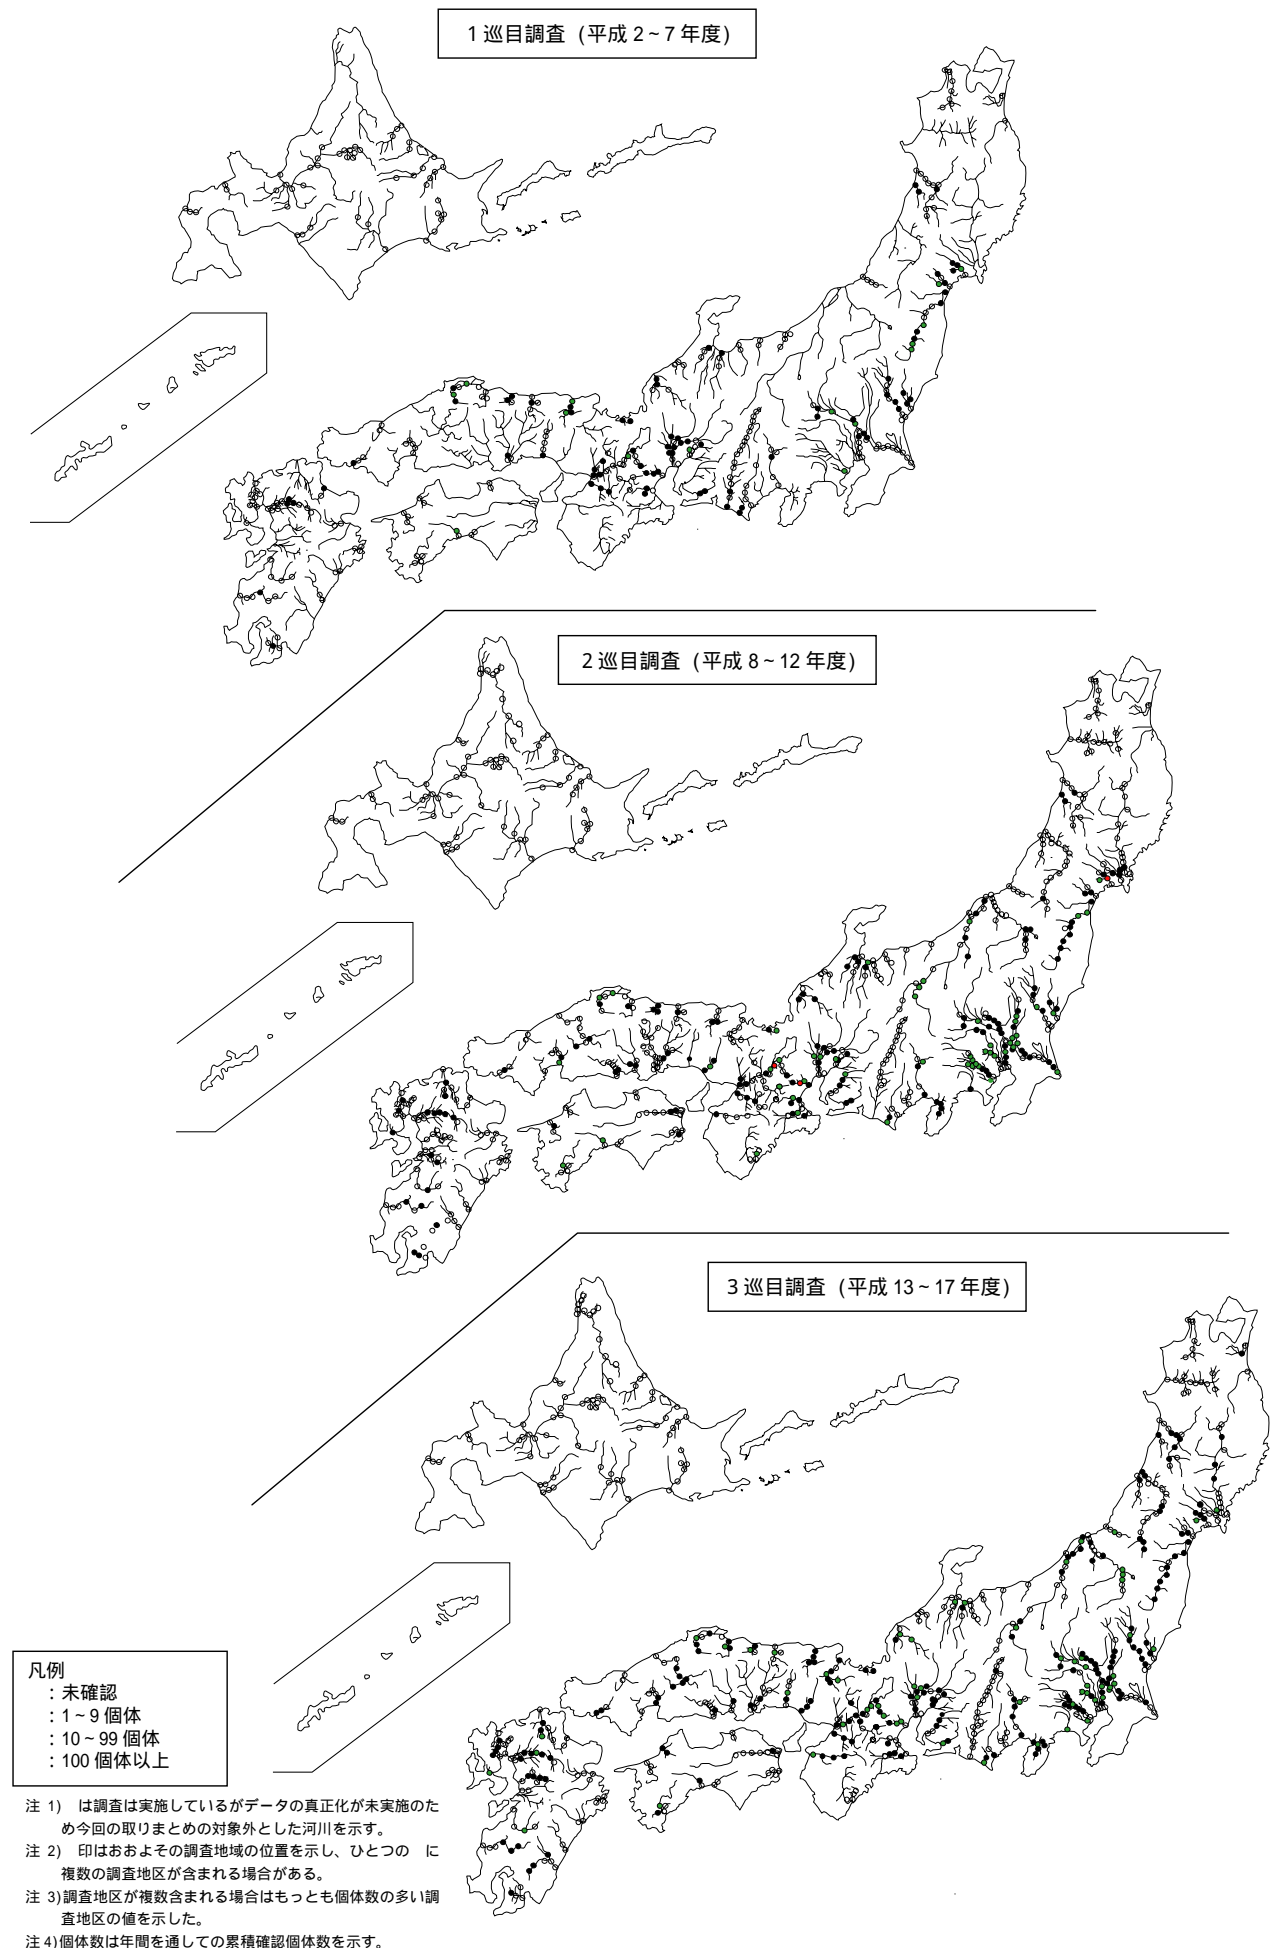 1巡目調査 (平成 2~7 年度)
2巡目調査 (平成 8~12 年度)
3巡目調査 (平成 13~17 年度)
凡例
:未確認
:1~9 個体
:10~99 個体
:100 個体以上
注 1) は調査は実施しているがデータの真正化が未実施のた
め今回の取りまとめの対象外とした河川を示す。
注 2) 印はおおよその調査地域の位置を示し、ひとつの に
複数の調査地区が含まれる場合がある。
注 3)調査地区が複数含まれる場合はもっとも個体数の多い調
査地区の値を示した。
注 4)個体数は年間を通しての累積確認個体数を示す。